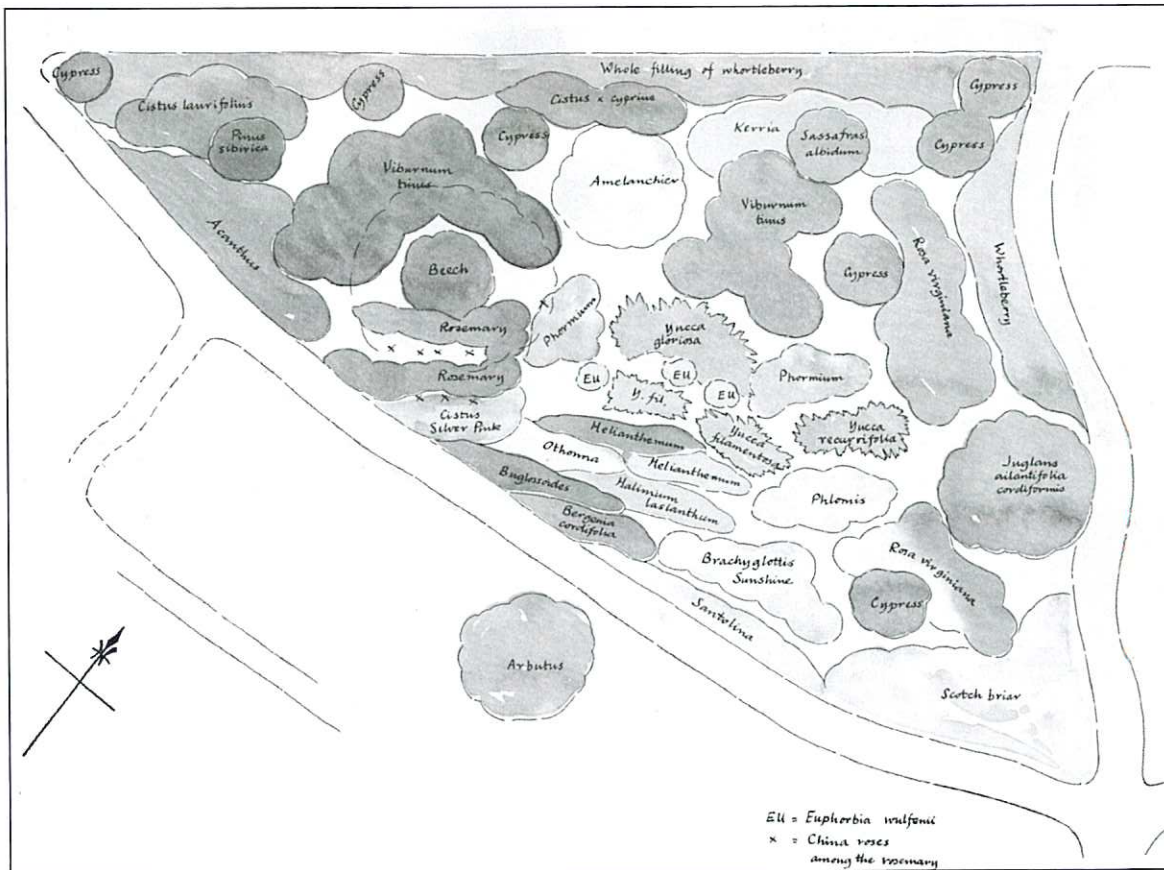 Whole filling of whortleberry
Cypress
Cypress
Cypress
Cistus laurifolius
Cistus x cyprius
Pinus
sibirica
Cypress
Kerria
Sassafras
albidum
Cypress
Viburnum
tinus
Amelanchier
Viburnum
tinus
Acanthus
Rosa virginiana
Whortleberry
Beech
Cypress
Phormium
Rosemary
Yucca
gloriosa
x x x x
x
Rosemary
EU
EU
EU
Phormium
x x x
Cistus
Silver Pink
Y. fil.
Yucca
filamentosa
Yucca
recurvifolia
Helianthemum
Othonna
Helianthemum
Juglans
ailantifolia
cordiformis
Buglossoides
Halimium
laslanthum
Phlomis
Bergenia
cordifolia
Brachyglottis
Sunshine
Rosa virginiana
Cypress
Santolina
Arbutus
Scotch briar
EU = Euphorbia wulfenii
x = China roses
among the rosemary